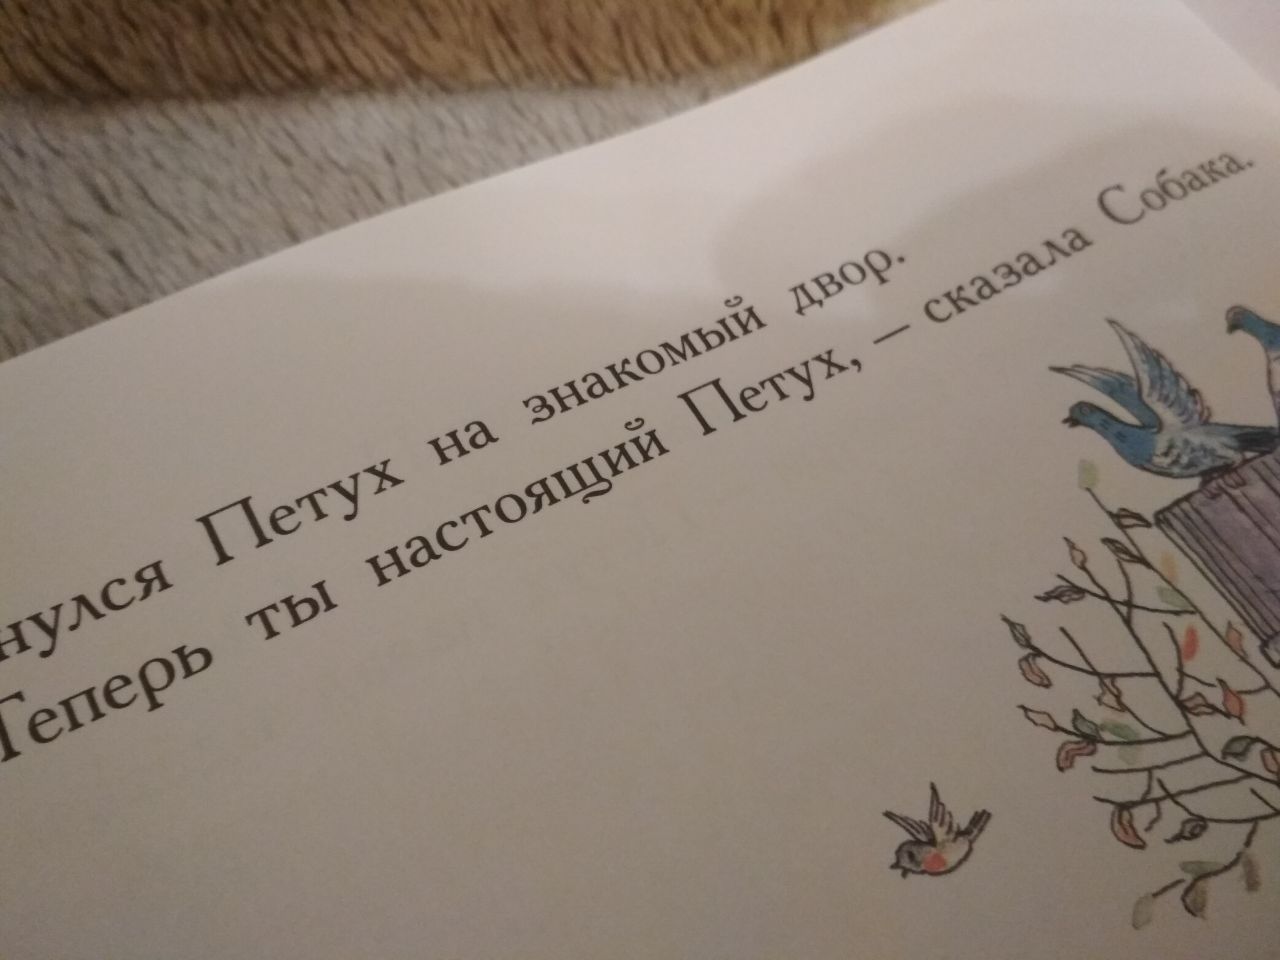 нулся Петух на знакомый двор.
Теперь ты настоящий Петух, — сказала Собака.